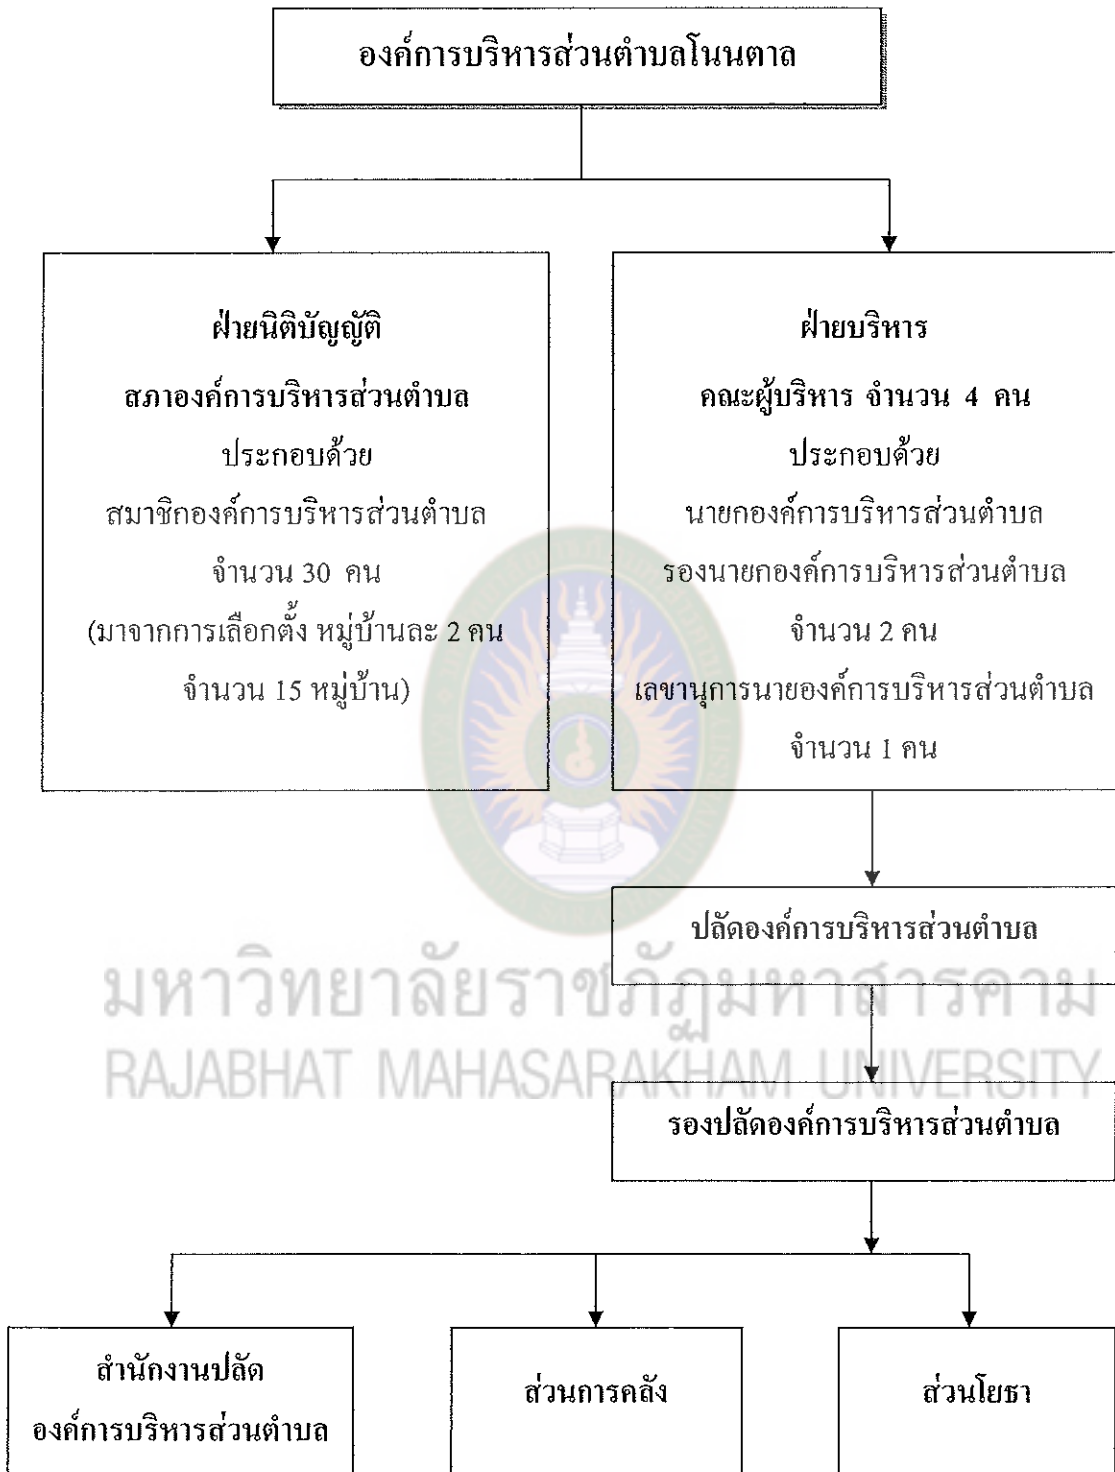 องค์การบริหารส่วนตำบลโนนตาล
ฝ่ายนิติบัญญัติ
สภาองค์การบริหารส่วนตำบล
ประกอบด้วย
สมาชิกองค์การบริหารส่วนตำบล
จำนวน 30 คน
(มาจากการเลือกตั้ง หมู่บ้านละ 2 คน
จำนวน 15 หมู่บ้าน)
ฝ่ายบริหาร
คณะผู้บริหาร จำนวน 4 คน
ประกอบด้วย
นายกองค์การบริหารส่วนตำบล
รองนายกองค์การบริหารส่วนตำบล
จำนวน 2 คน
เลขานุการนายองค์การบริหารส่วนตำบล
จำนวน 1 คน
ปลัดองค์การบริหารส่วนตำบล
มหาวิทยาลัยราชภัฏมหาสารคาม
RAJABHAT MAHASARAKHAM UNIVERSITY
รองปลัดองค์การบริหารส่วนตำบล
สำนักงานปลัด
องค์การบริหารส่วนตำบล
ส่วนการคลัง
ส่วนโยธา